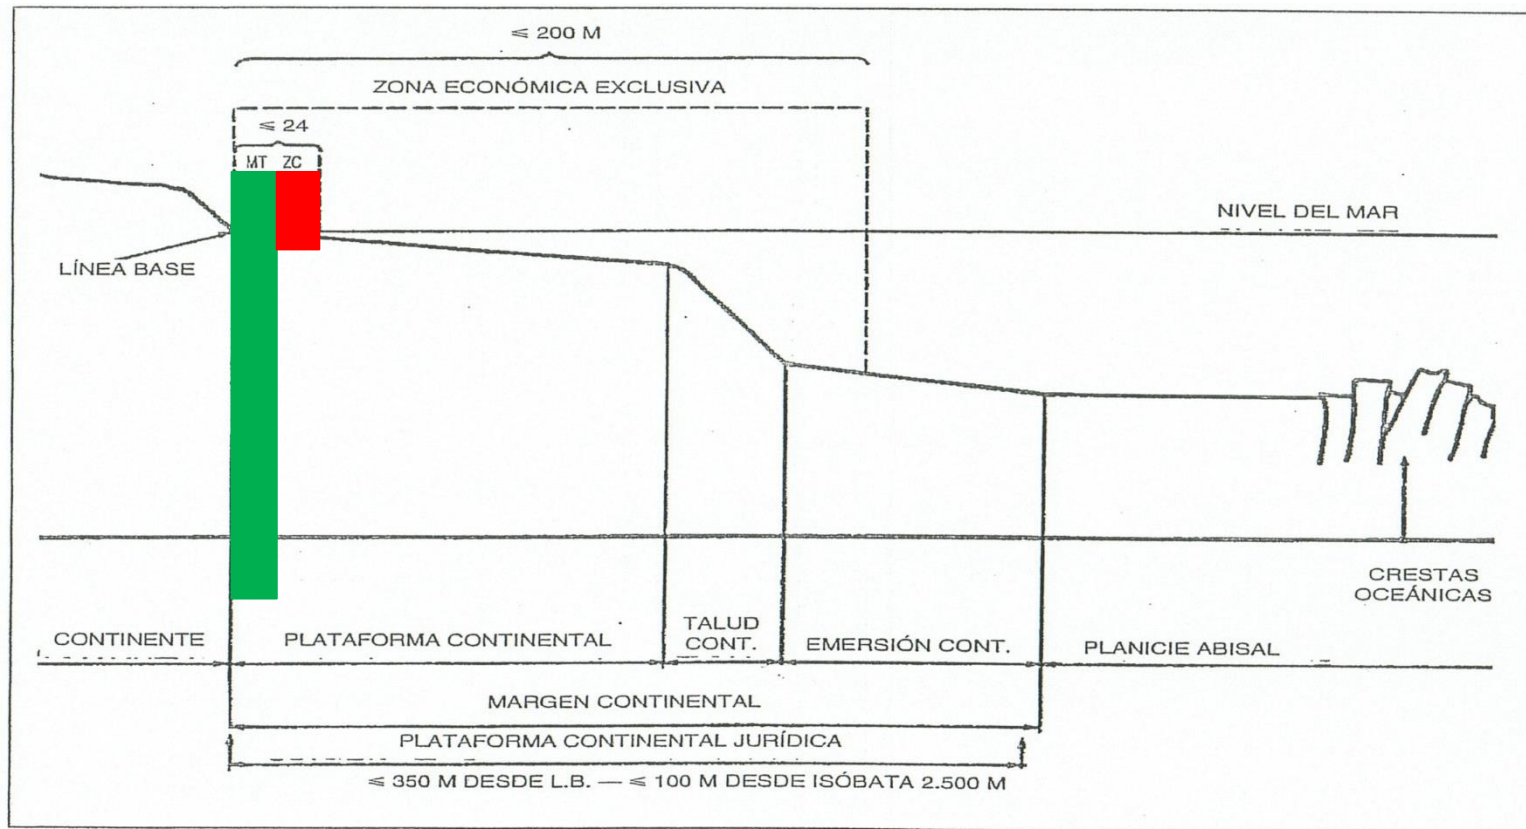 ≤ 200 M
ZONA ECONÓMICA EXCLUSIVA
≤ 24
MT ZC
NIVEL DEL MAR
LÍNEA BASE
CRESTAS
OCEÁNICAS
CONTINENTE
PLATAFORMA CONTINENTAL
TALUD
CONT.
EMERSIÓN CONT.
PLANICIE ABISAL
MARGEN CONTINENTAL
PLATAFORMA CONTINENTAL JURÍDICA
≤ 350 M DESDE L.B. — ≤ 100 M DESDE ISÓBATA 2.500 M